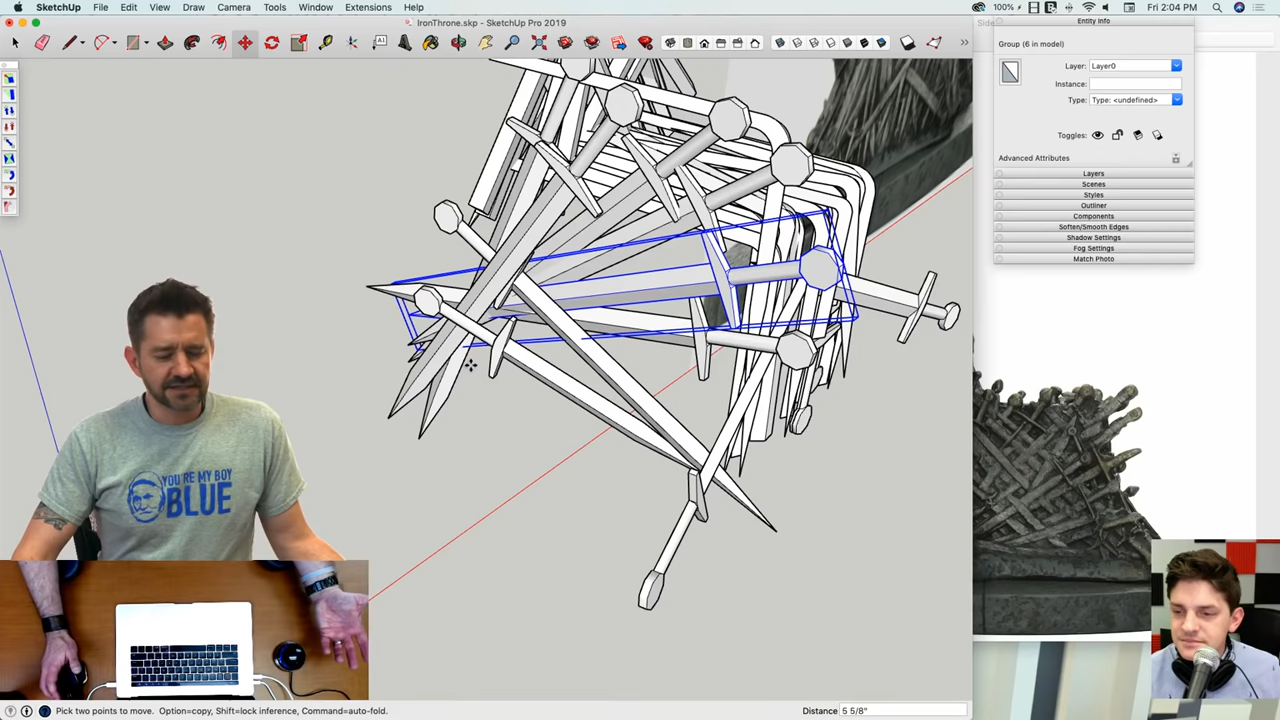 SketchUp File Edit View Draw Camera Tools Window Extensions Help
100% Fri 2:04 PM
IronThrone.skp - SketchUp Pro 2019
Side
Entity Info
Group (6 in model)
Layer: Layer0
Instance:
Type: Type: <undefined>
Toggles:
Advanced Attributes
Layers
Scenes
Styles
Outliner
Components
Soften/Smooth Edges
Shadow Settings
Fog Settings
Match Photo
YOU'RE MY BOY
BLUE
Pick two points to move. Option=copy, Shift=lock inference, Command=auto-fold.
Distance 5 5/8"